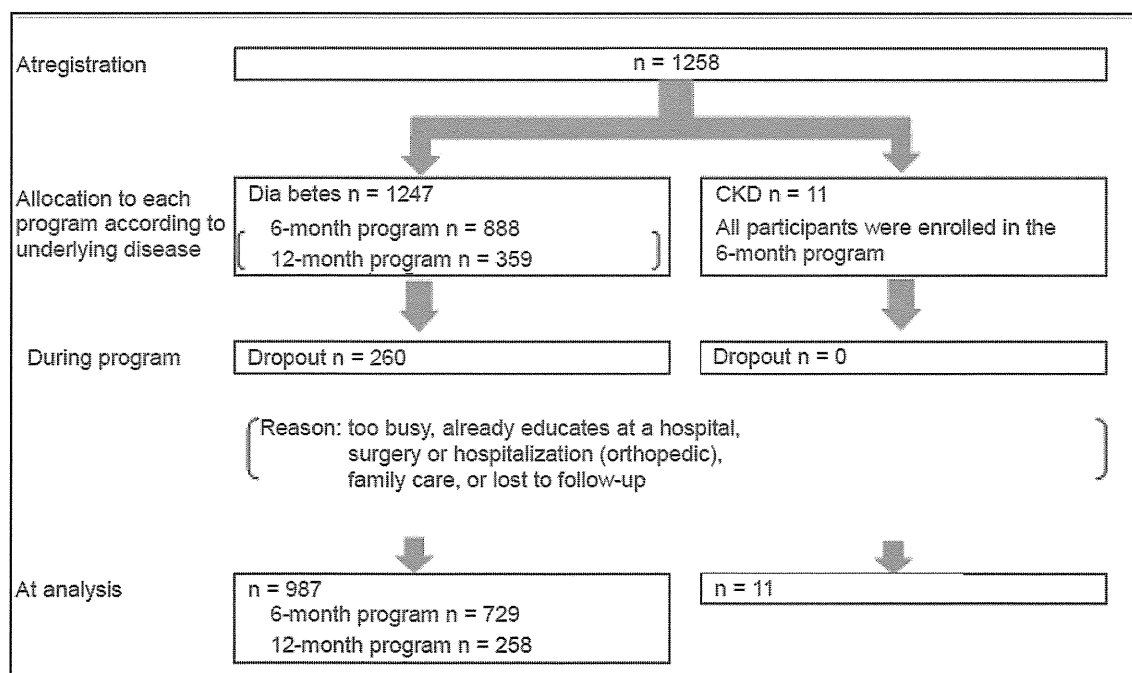 Atregistration
n = 1258
Allocation to each
program according to
underlying disease
Dia betes n = 1247
6-month program n = 888
12-month program n = 359
CKD n = 11
All participants were enrolled in the
6-month program
During program
Dropout n = 260
Dropout n = 0
Reason: too busy, already educates at a hospital,
surgery or hospitalization (orthopedic),
family care, or lost to follow-up
At analysis
n = 987
6-month program n = 729
12-month program n = 258
n = 11